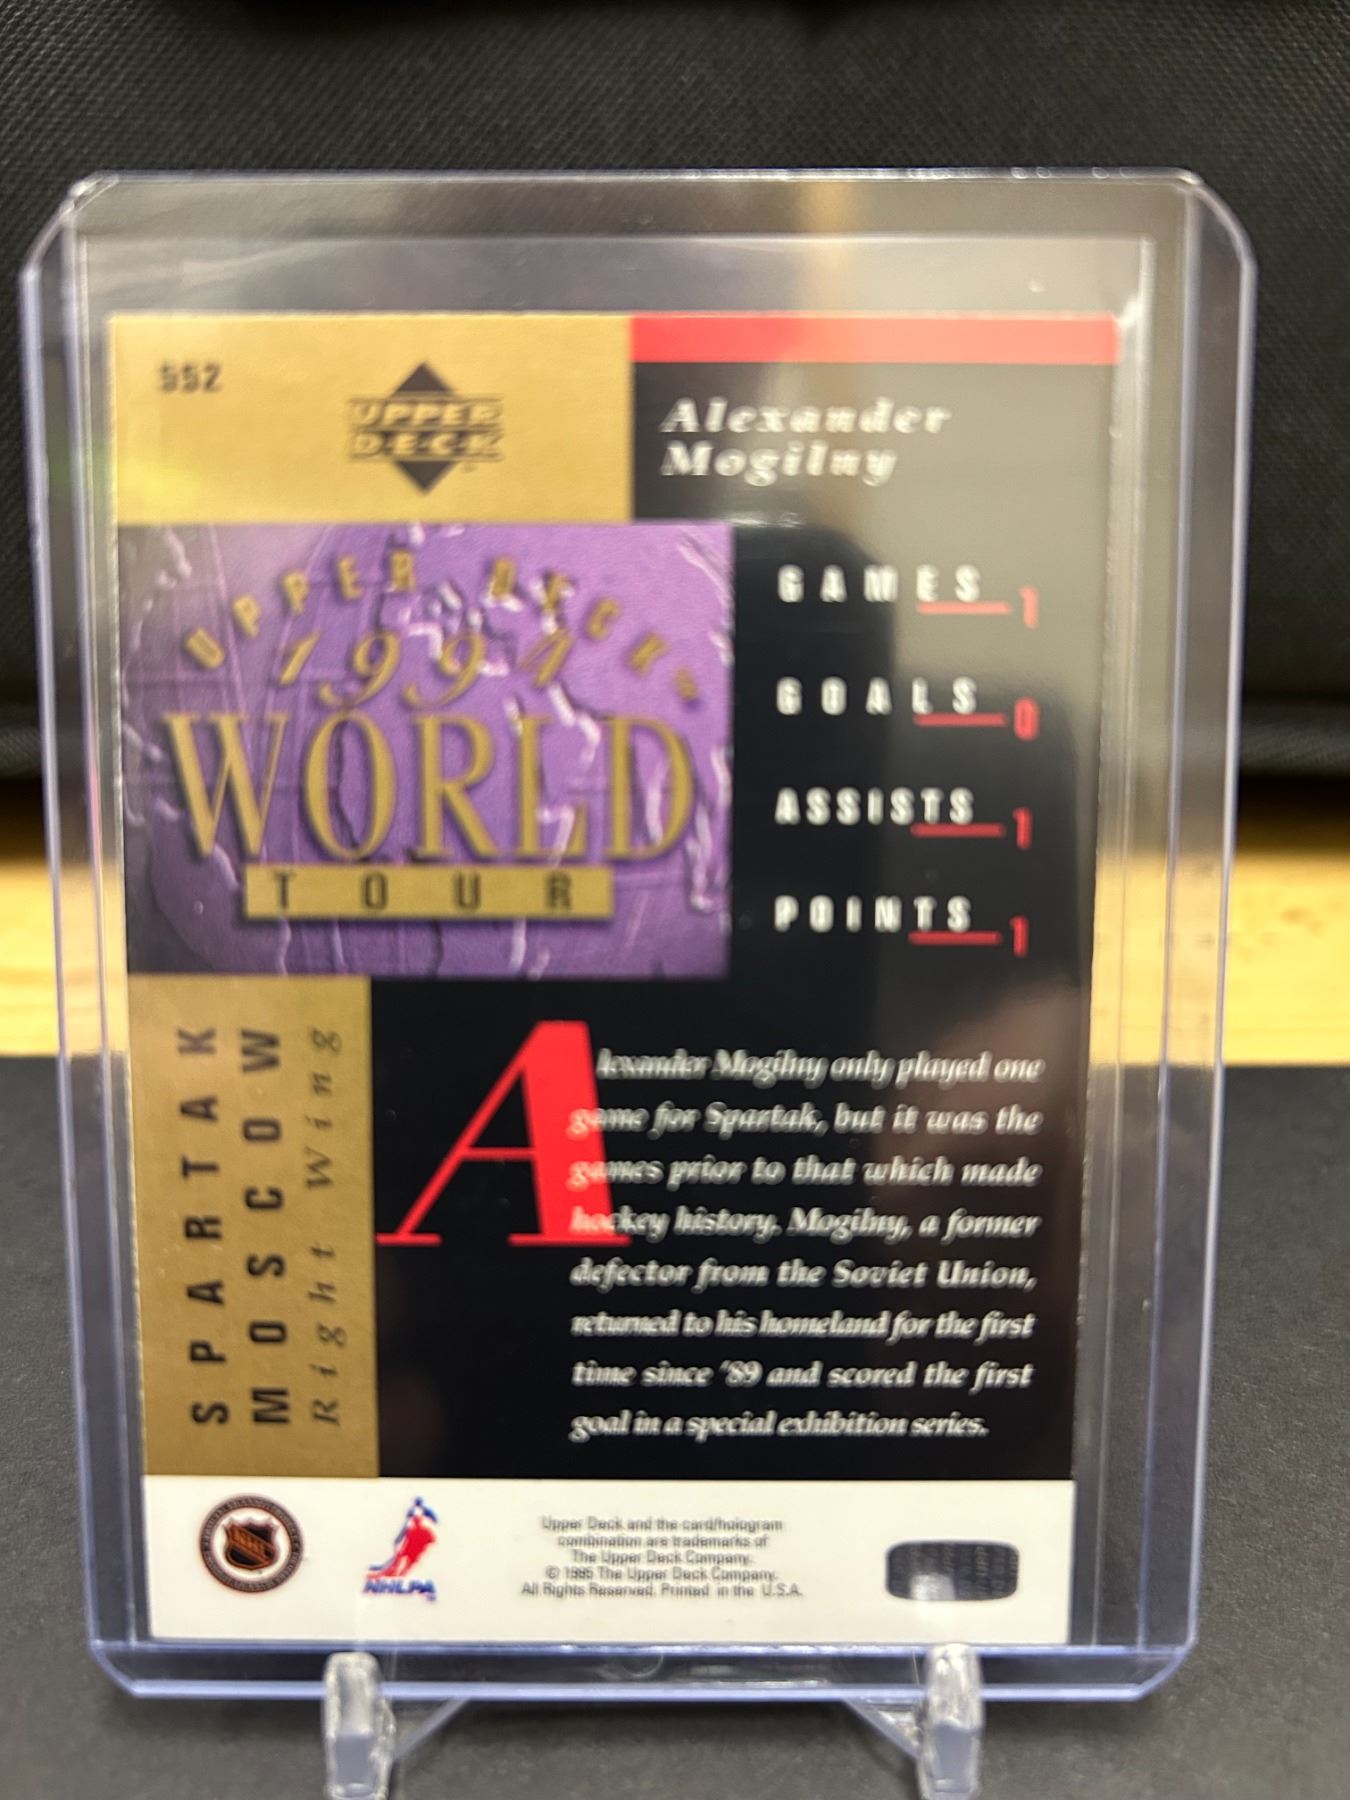 552
UPPER
DECK
Alexander
Mogilny
UPPER DECK'S
1994
WORLD
TOUR
GAMES 1
GOALS 0
ASSISTS 1
POINTS 1
SPARTAK
MOSCOW
Right Wing
Alexander Mogilny only played one
game for Spartak, but it was the
games prior to that which made
hockey history. Mogilny, a former
defector from the Soviet Union,
returned to his homeland for the first
time since '89 and scored the first
goal in a special exhibition series.
NHL
NHLPA
Upper Deck and the card/hologram
combination are trademarks of
The Upper Deck Company.
© 1995 The Upper Deck Company.
All Rights Reserved. Printed in the U.S.A.